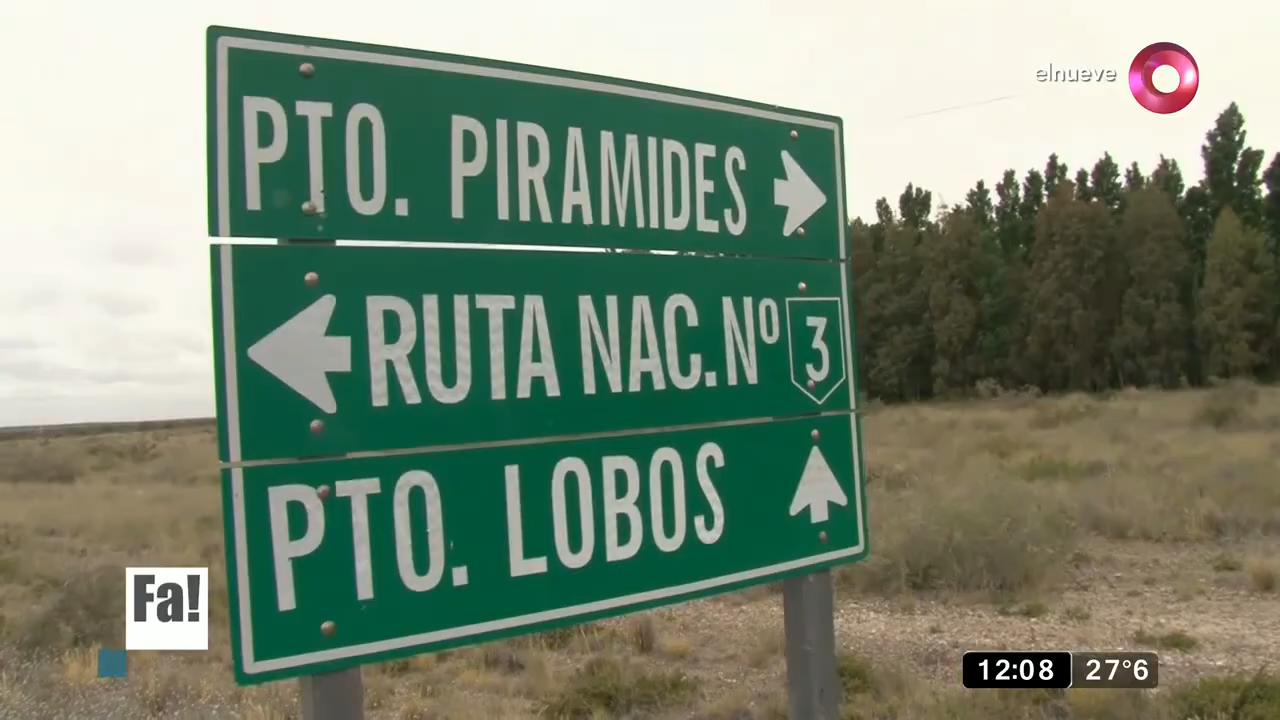 elnueve
PTO. PIRAMIDES
RUTA NAC. Nº 3
PTO. LOBOS
Fa!
12:08 27°6